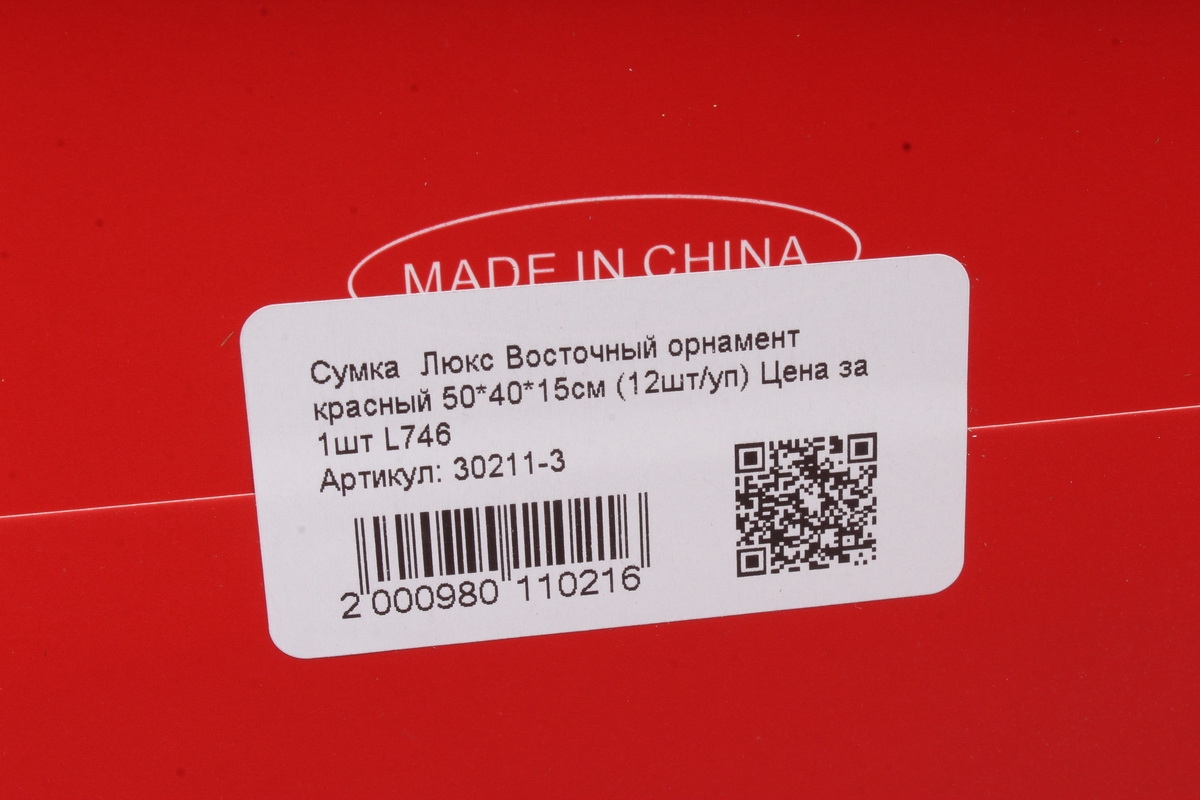 MADE IN CHINA
Сумка Люкс Восточный орнамент
красный 50*40*15см (12шт/уп) Цена за
1шт L746
Артикул: 30211-3
2 000980 110216